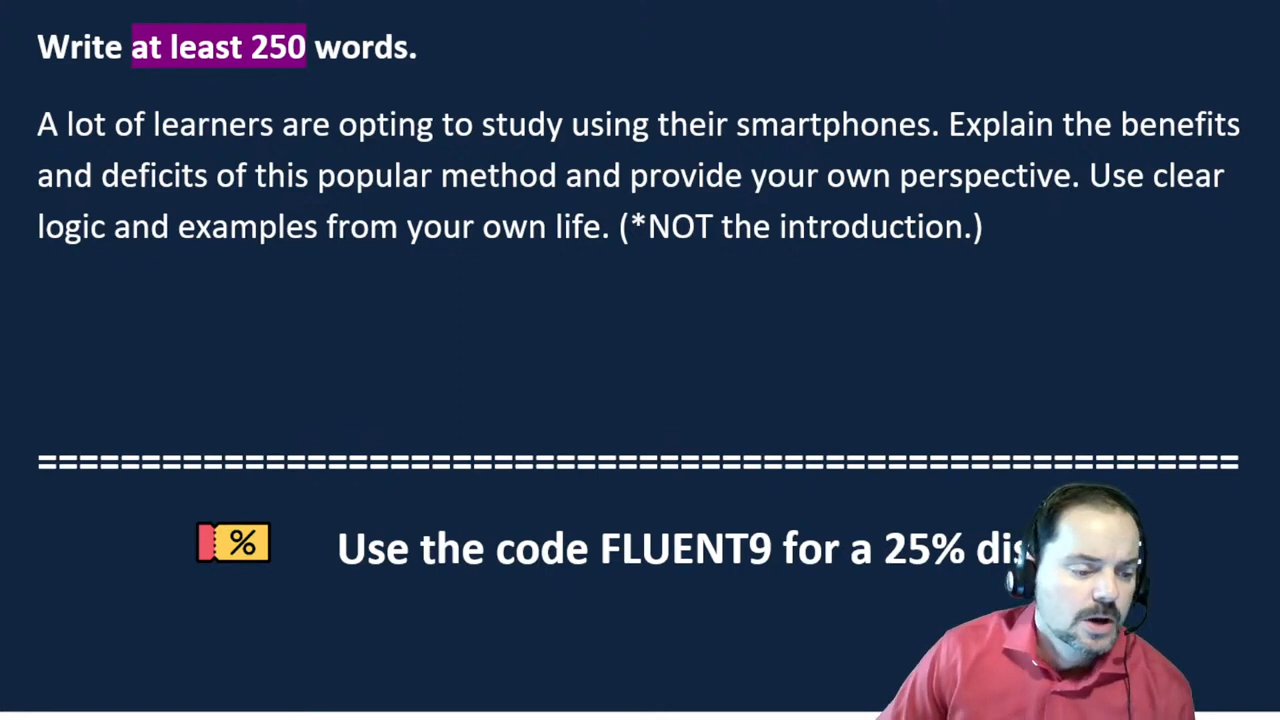 Write at least 250 words.
A lot of learners are opting to study using their smartphones. Explain the benefits
and deficits of this popular method and provide your own perspective. Use clear
logic and examples from your own life. (*NOT the introduction.)
==========================================================
% Use the code FLUENT9 for a 25%